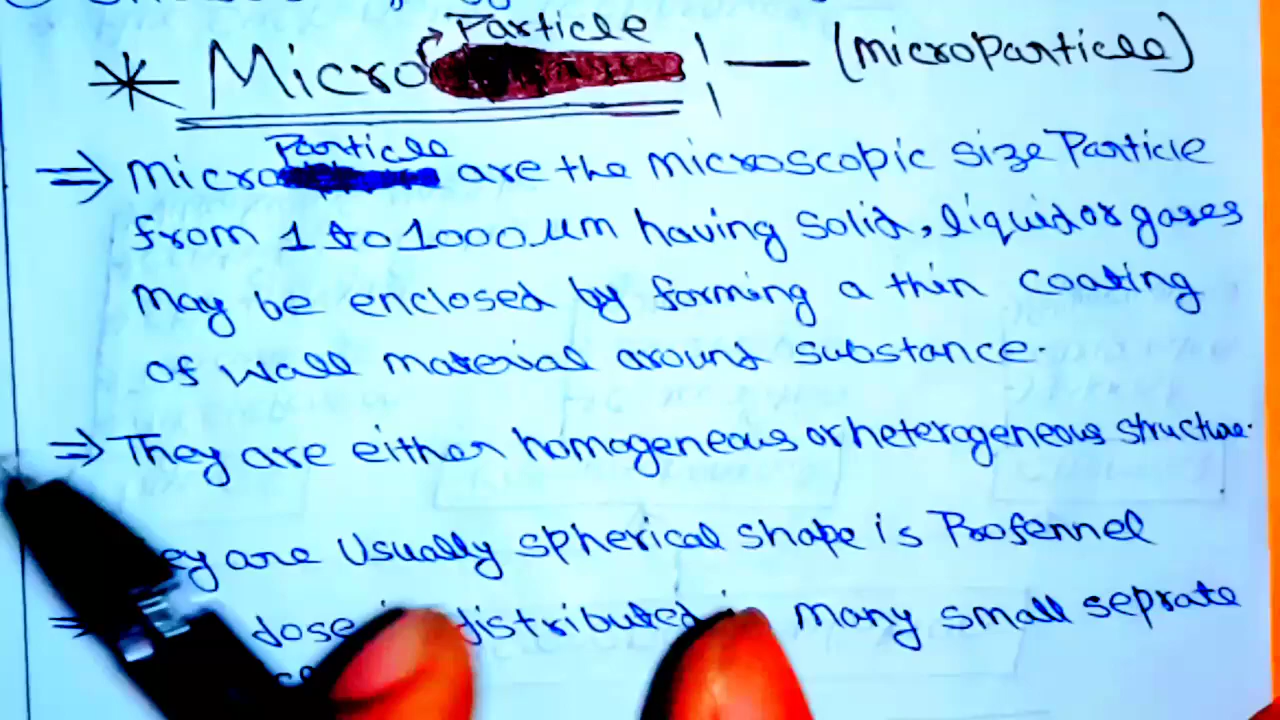 Particle
* Micro : — (microparticle)
Particle
⇒ micro are the microscopic size Particle
from 1 to 1000 um having solid, liquid or gases
may be enclosed by forming a thin coating
of wall material around substance.
⇒ They are either homogeneous or heterogeneous structure.
ey are Usually spherical shape is Profennel
⇒ dose distributed many small seprate